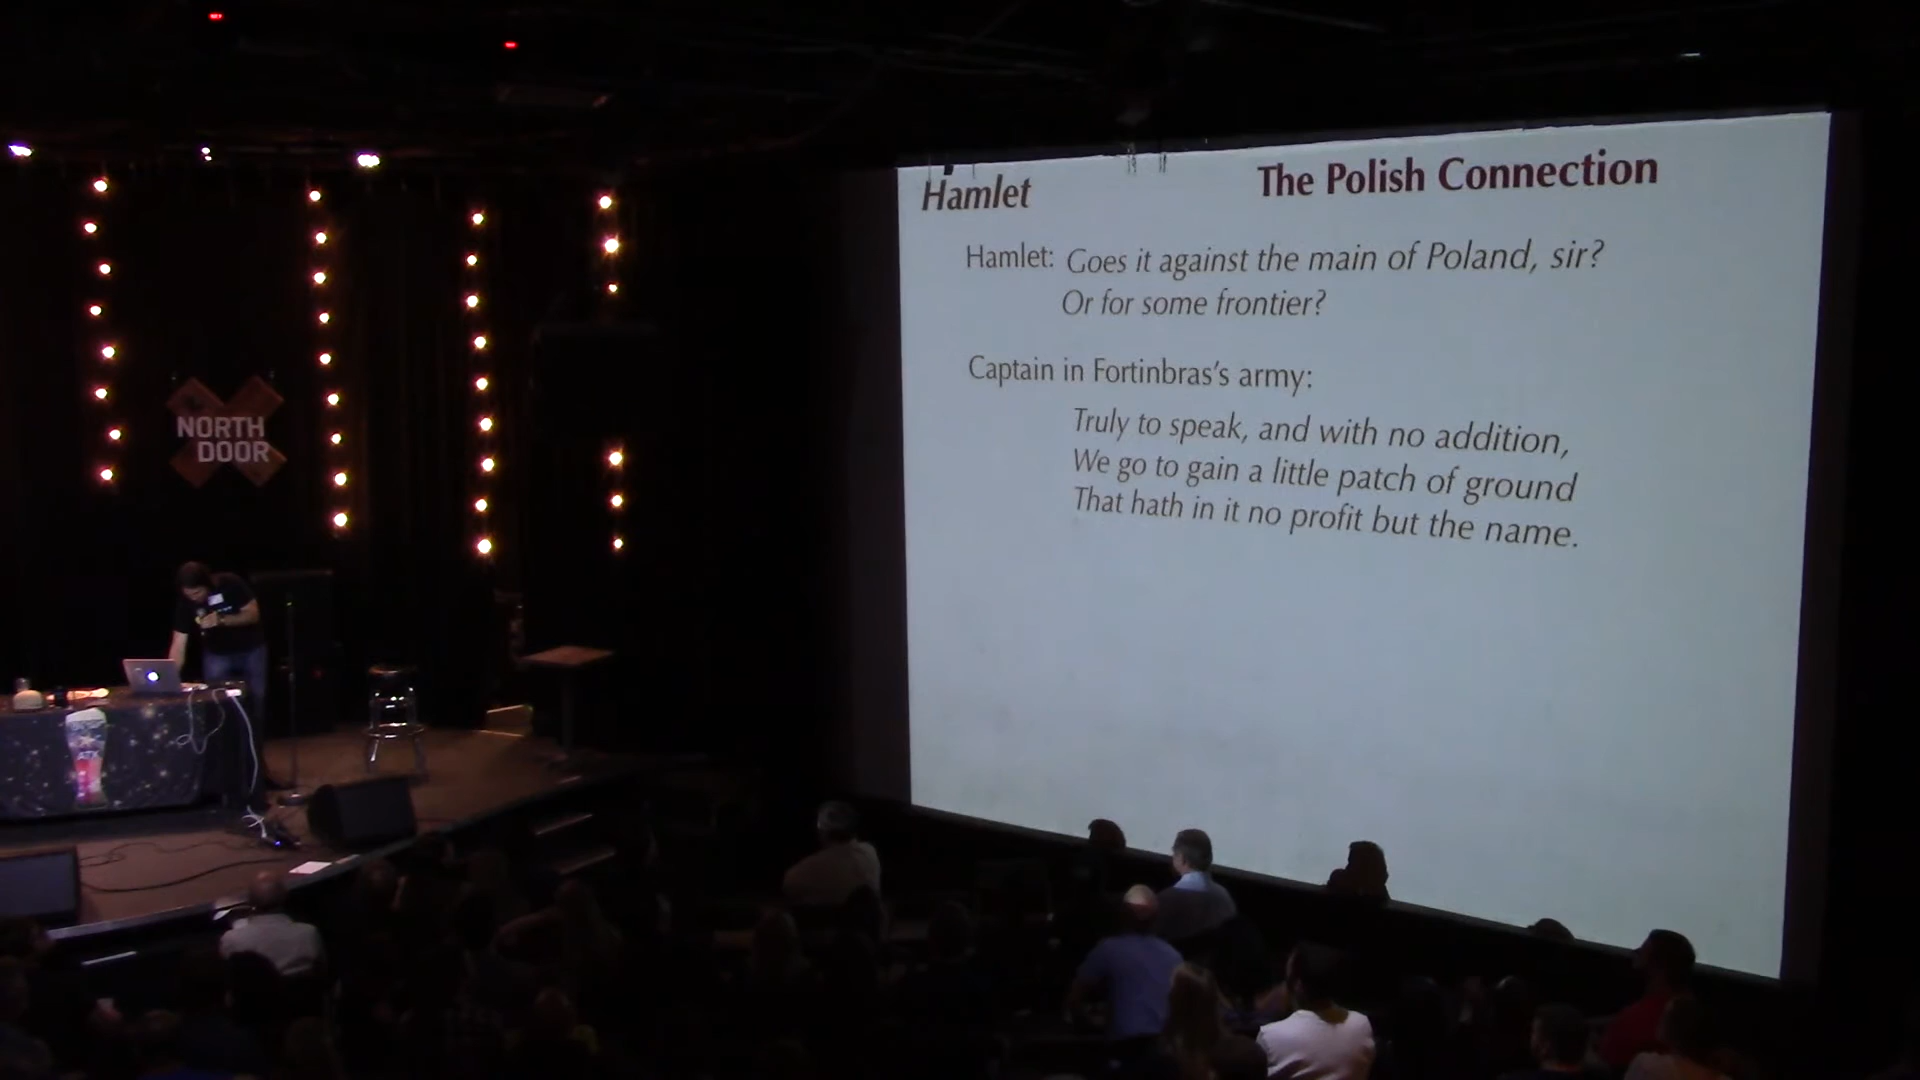 Hamlet
The Polish Connection
Hamlet: Goes it against the main of Poland, sir?
Or for some frontier?
Captain in Fortinbras's army:
Truly to speak, and with no addition,
We go to gain a little patch of ground
That hath in it no profit but the name.
NORTH
DOOR
ATX